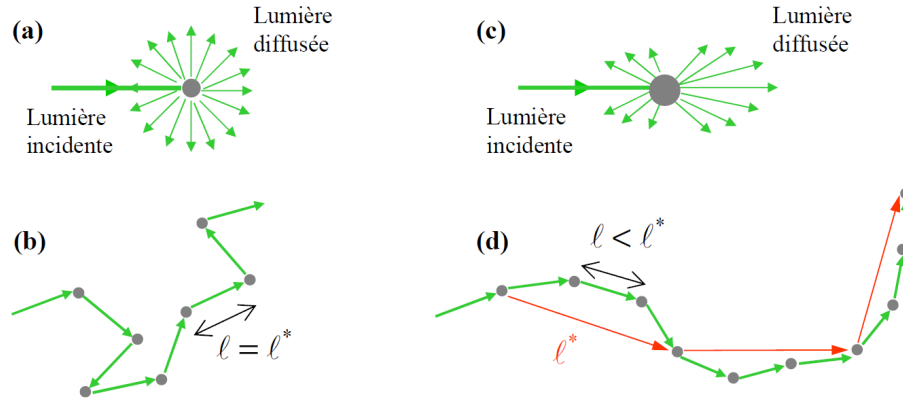 (a)
Lumière
diffusée
Lumière
incidente
(c)
Lumière
diffusée
Lumière
incidente
(b)
ℓ = ℓ*
(d)
ℓ < ℓ*
ℓ*